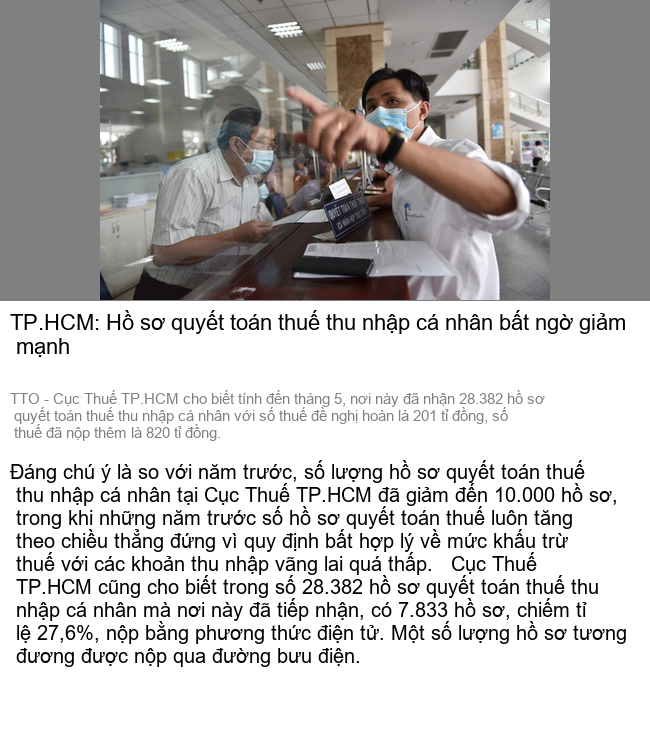 QUYẾT TOÁN THUẾ TNCN
TP.HCM: Hồ sơ quyết toán thuế thu nhập cá nhân bất ngờ giảm
mạnh
TTO - Cục Thuế TP.HCM cho biết tính đến tháng 5, nơi này đã nhận 28.382 hồ sơ
quyết toán thuế thu nhập cá nhân với số thuế đề nghị hoàn là 201 tỉ đồng, số
thuế đã nộp thêm là 820 tỉ đồng.
Đáng chú ý là so với năm trước, số lượng hồ sơ quyết toán thuế
thu nhập cá nhân tại Cục Thuế TP.HCM đã giảm đến 10.000 hồ sơ,
trong khi những năm trước số hồ sơ quyết toán thuế luôn tăng
theo chiều thẳng đứng vì quy định bất hợp lý về mức khấu trừ
thuế với các khoản thu nhập vãng lai quá thấp. Cục Thuế
TP.HCM cũng cho biết trong số 28.382 hồ sơ quyết toán thuế thu
nhập cá nhân mà nơi này đã tiếp nhận, có 7.833 hồ sơ, chiếm tỉ
lệ 27,6%, nộp bằng phương thức điện tử. Một số lượng hồ sơ tương
đương được nộp qua đường bưu điện.